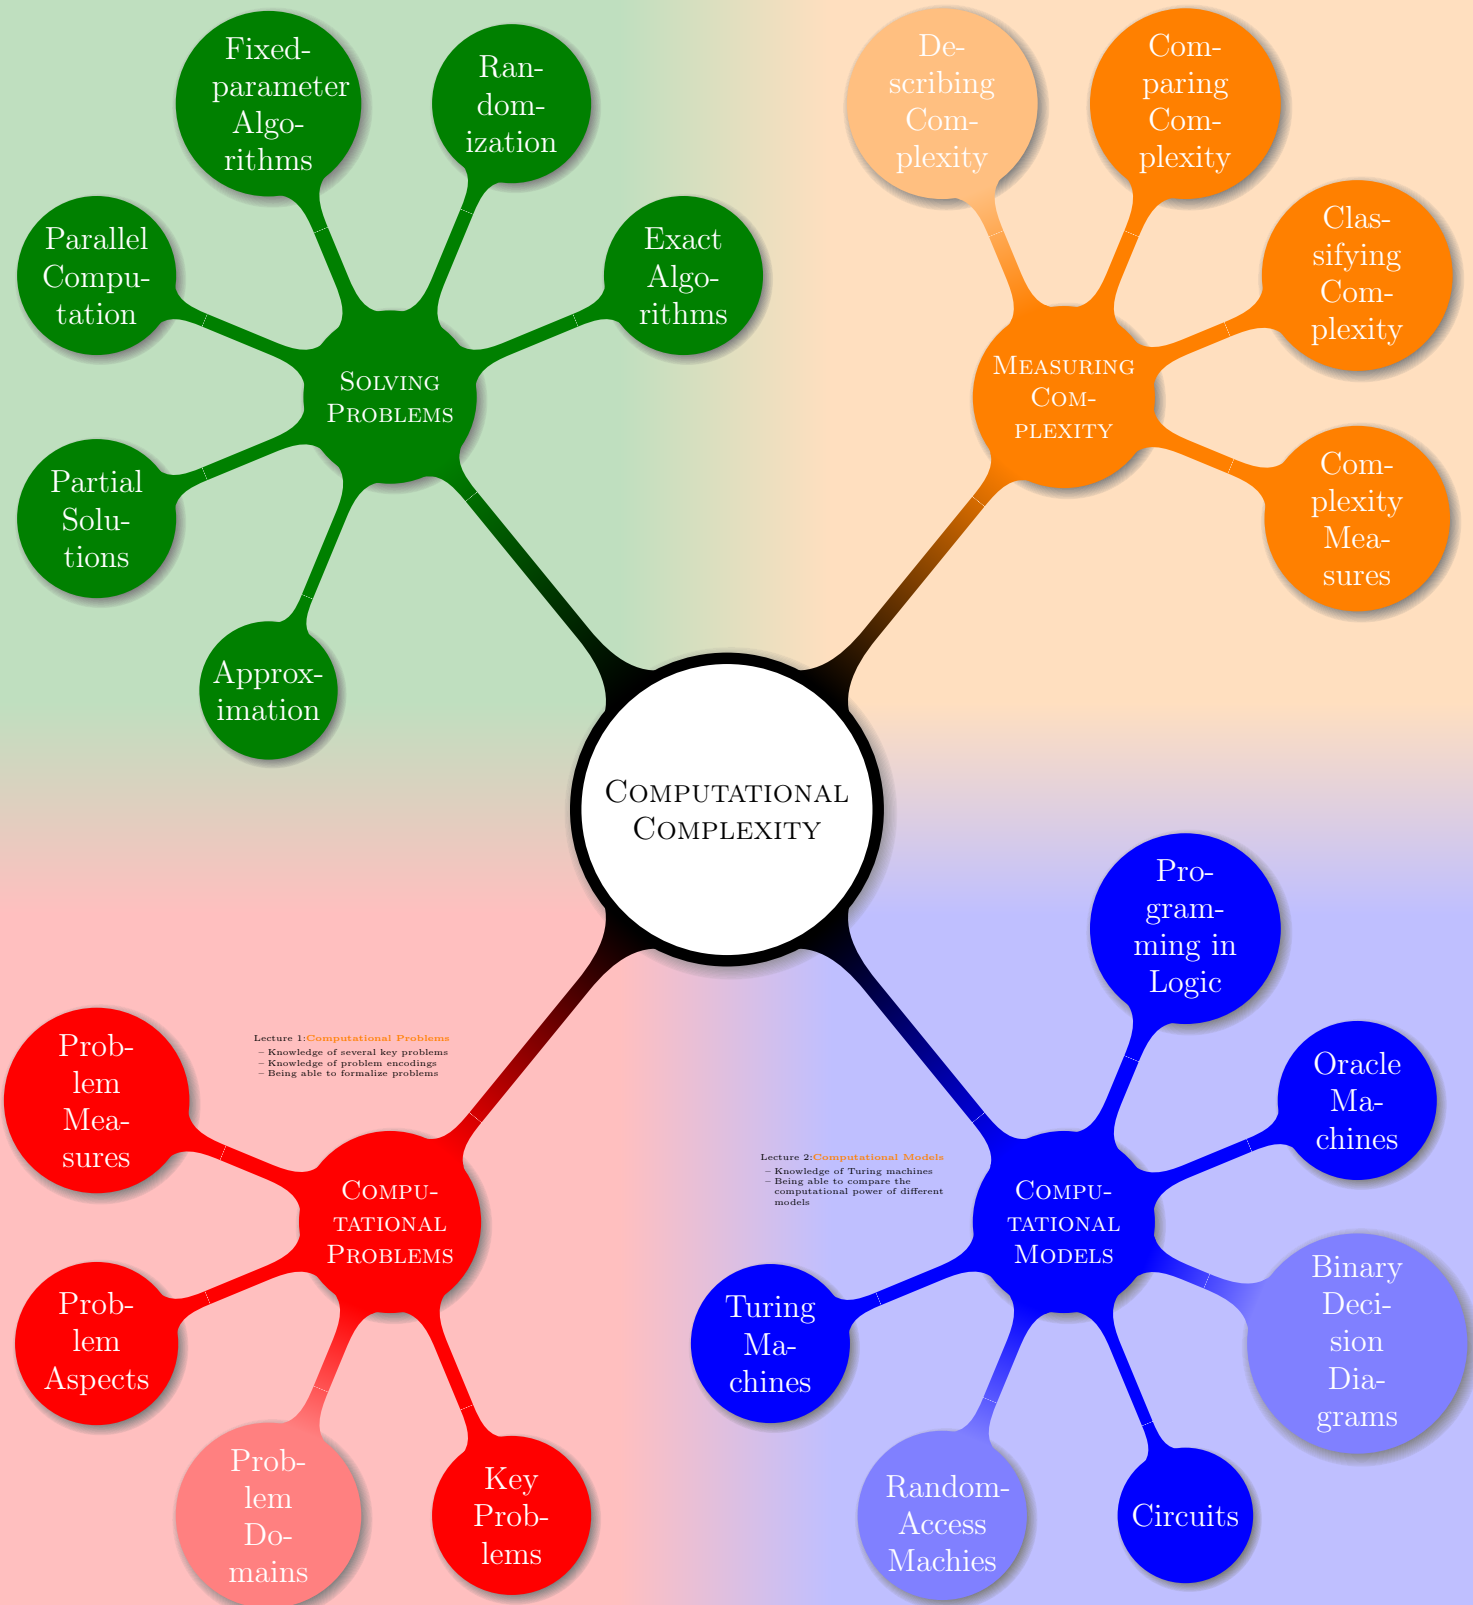 Fixed-
parameter
Algo-
rithms
Ran-
dom-
ization
Parallel
Compu-
tation
Exact
Algo-
rithms
Solving
Problems
Partial
Solu-
tions
Approx-
imation
De-
scribing
Com-
plexity
Com-
paring
Com-
plexity
Clas-
sifying
Com-
plexity
Measuring
Com-
plexity
Com-
plexity
Mea-
sures
Computational
Complexity
Prob-
lem
Mea-
sures
Lecture 1:Computational Problems
– Knowledge of several key problems
– Knowledge of problem encodings
– Being able to formalize problems
Compu-
tational
Problems
Prob-
lem
Aspects
Prob-
lem
Do-
mains
Key
Prob-
lems
Pro-
gram-
ming in
Logic
Oracle
Ma-
chines
Lecture 2:Computational Models
– Knowledge of Turing machines
– Being able to compare the
computational power of different
models
Compu-
tational
Models
Turing
Ma-
chines
Binary
Deci-
sion
Dia-
grams
Random-
Access
Machies
Circuits